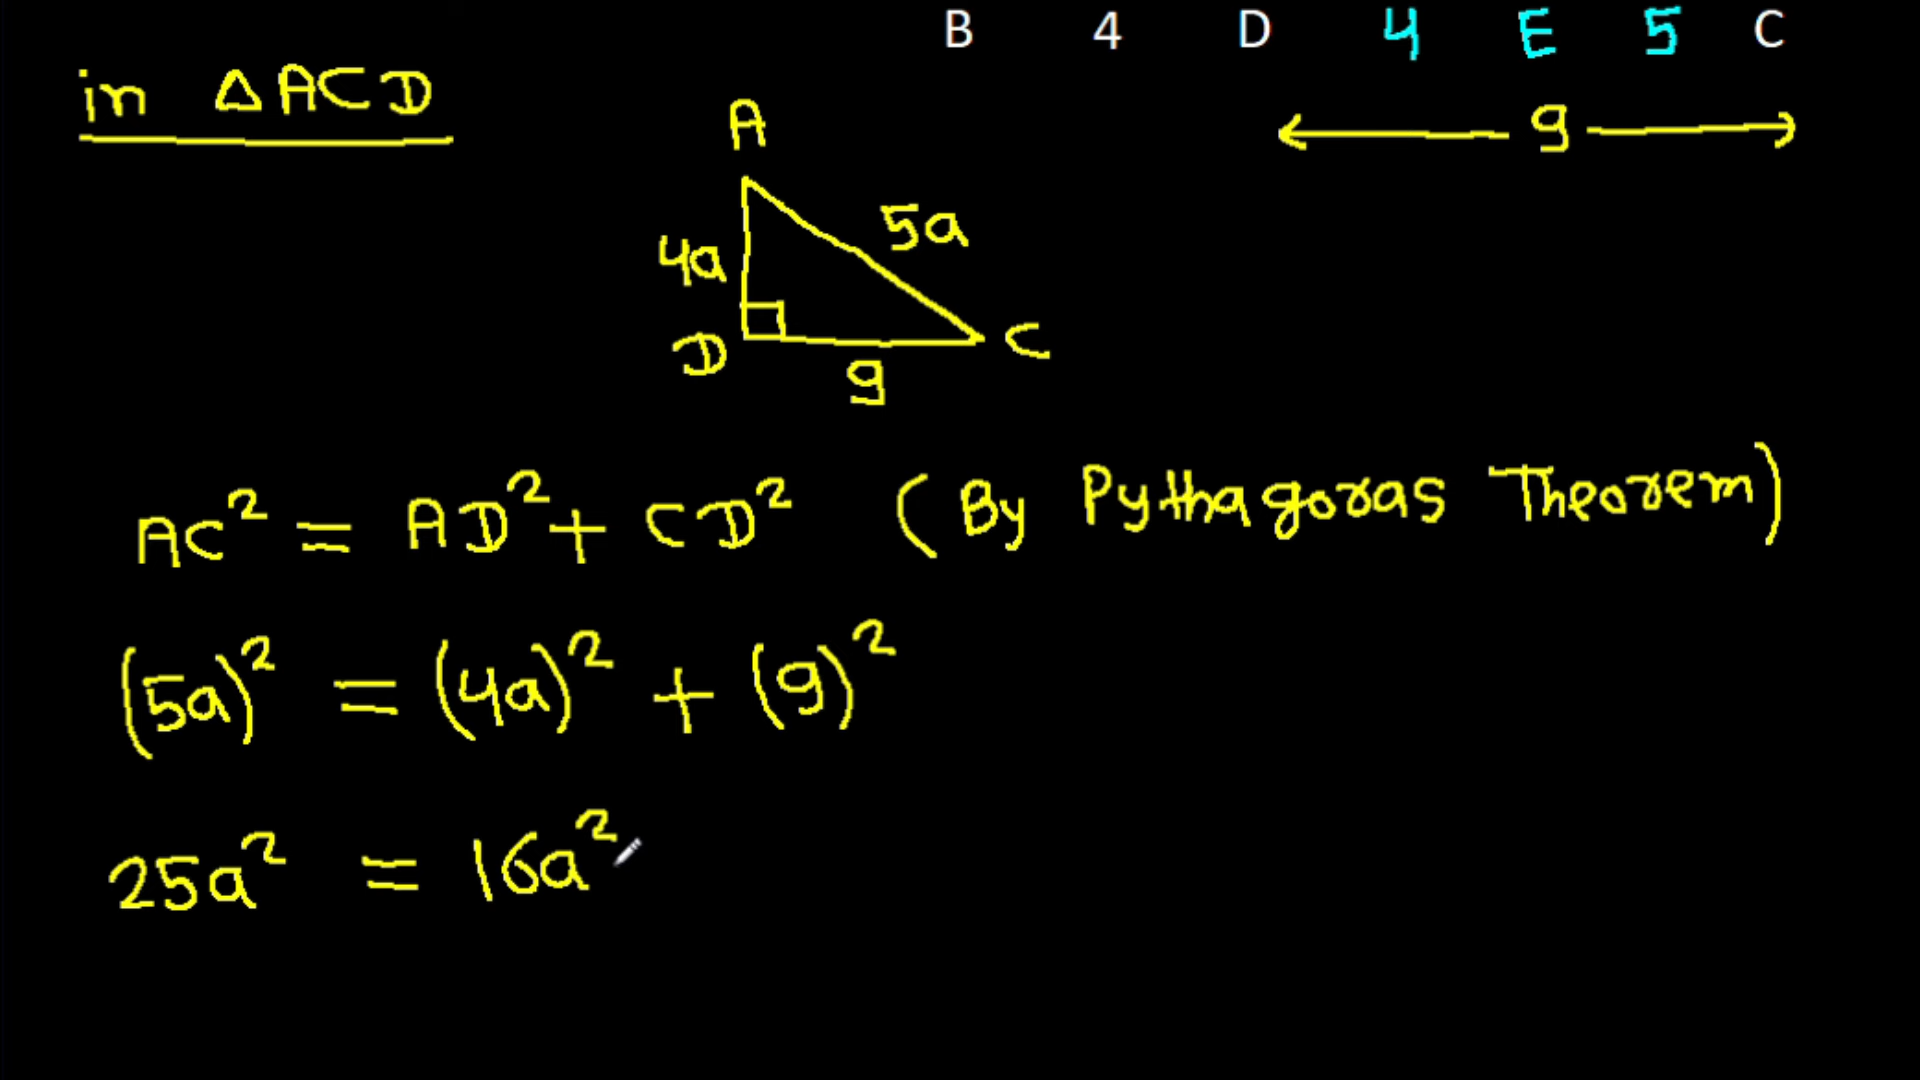 B 4 D 4 E 5 C
in △ACD
9
A
5a
4a
D
C
9
AC² = AD² + CD² (By Pythagoras Theorem)
(5a)² = (4a)² + (9)²
25a² = 16a²